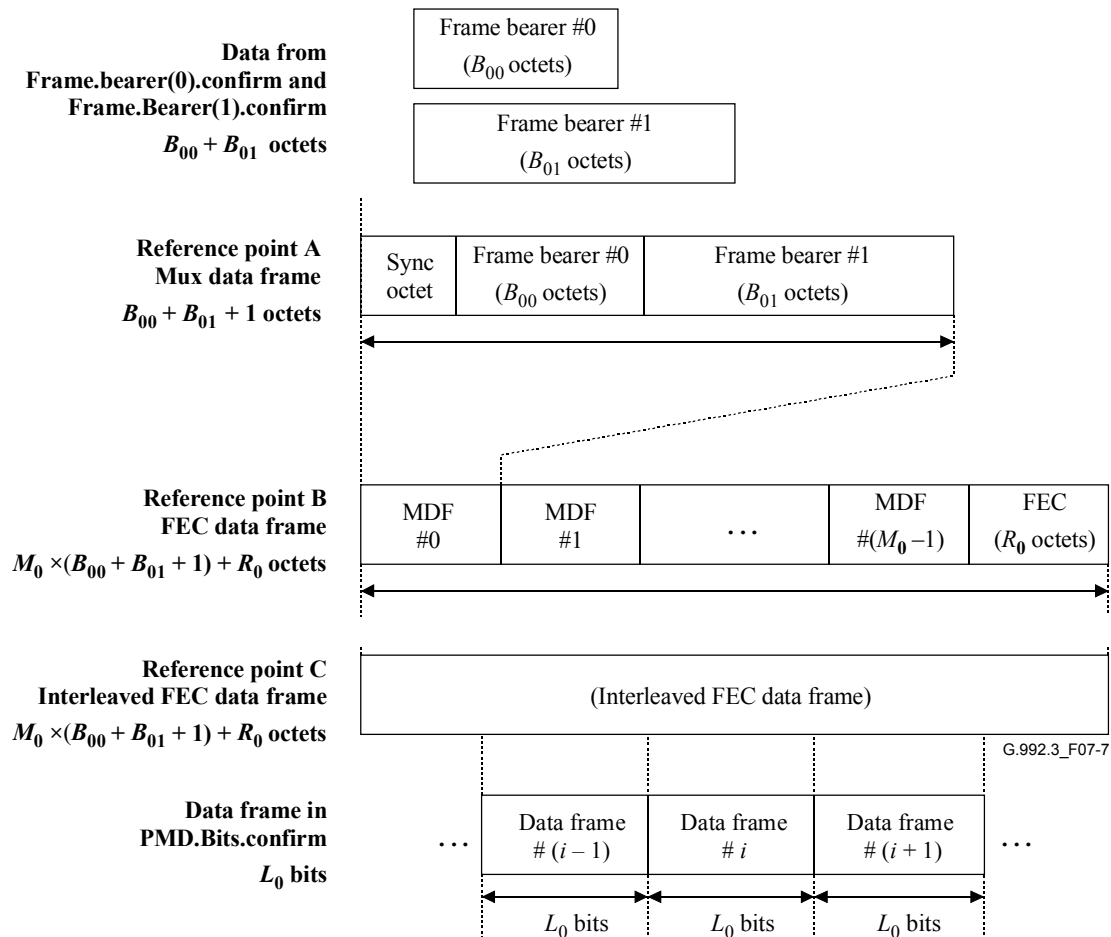 Data from
Frame.bearer(0).confirm and
Frame.Bearer(1).confirm
B00 + B01 octets
Frame bearer #0
(B00 octets)
Frame bearer #1
(B01 octets)
Reference point A
Mux data frame
B00 + B01 + 1 octets
Sync
octet
Frame bearer #0
(B00 octets)
Frame bearer #1
(B01 octets)
Reference point B
FEC data frame
M0 ×(B00 + B01 + 1) + R0 octets
MDF
#0
MDF
#1
…
MDF
#(M0 –1)
FEC
(R0 octets)
Reference point C
Interleaved FEC data frame
M0 ×(B00 + B01 + 1) + R0 octets
(Interleaved FEC data frame)
G.992.3_F07-7
Data frame in
PMD.Bits.confirm
L0 bits
…
Data frame
# (i – 1)
Data frame
# i
Data frame
# (i + 1)
…
L0 bits
L0 bits
L0 bits